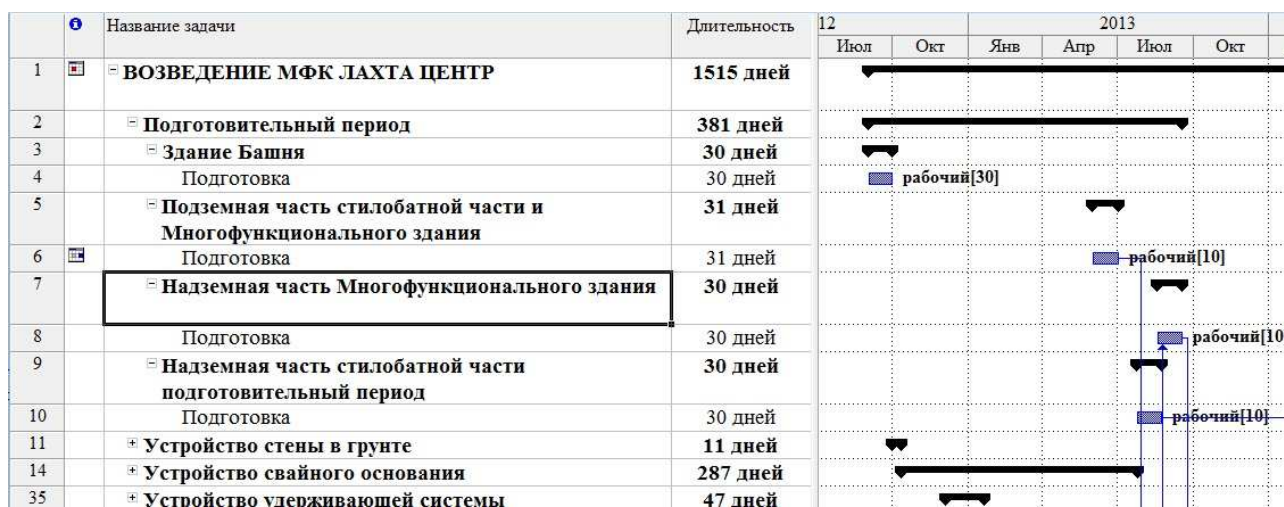 Название задачи Длительность 12 2013
Июл Окт Янв Апр Июл Окт
1 ВОЗВЕДЕНИЕ МФК ЛАХТА ЦЕНТР 1515 дней
2 Подготовительный период 381 дней
3 Здание Башня 30 дней
4 Подготовка 30 дней рабочий[30]
5 Подземная часть стилобатной части и 31 дней
Многофункционального здания
6 Подготовка 31 дней рабочий[10]
7 Надземная часть Многофункционального здания 30 дней
8 Подготовка 30 дней рабочий[10
9 Надземная часть стилобатной части 30 дней
подготовительный период
10 Подготовка 30 дней рабочий[10]
11 Устройство стены в грунте 11 дней
14 Устройство свайного основания 287 дней
35 Устройство удерживающей системы 47 дней